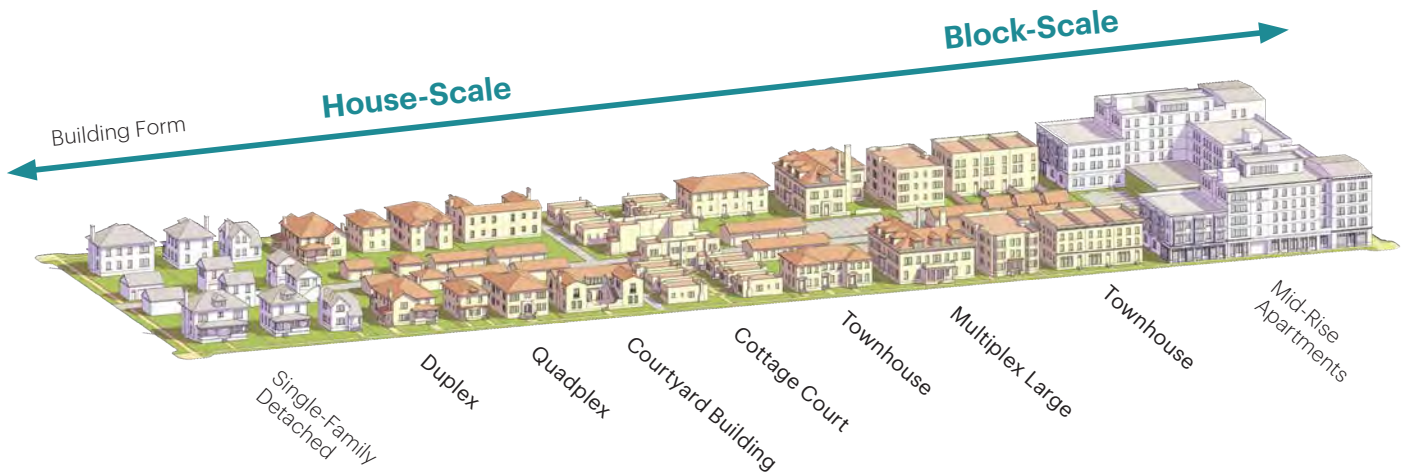 Block-Scale
House-Scale
Building Form
Single-Family
Detached
Duplex
Quadplex
Courtyard Building
Cottage Court
Townhouse
Multiplex Large
Townhouse
Mid-Rise
Apartments